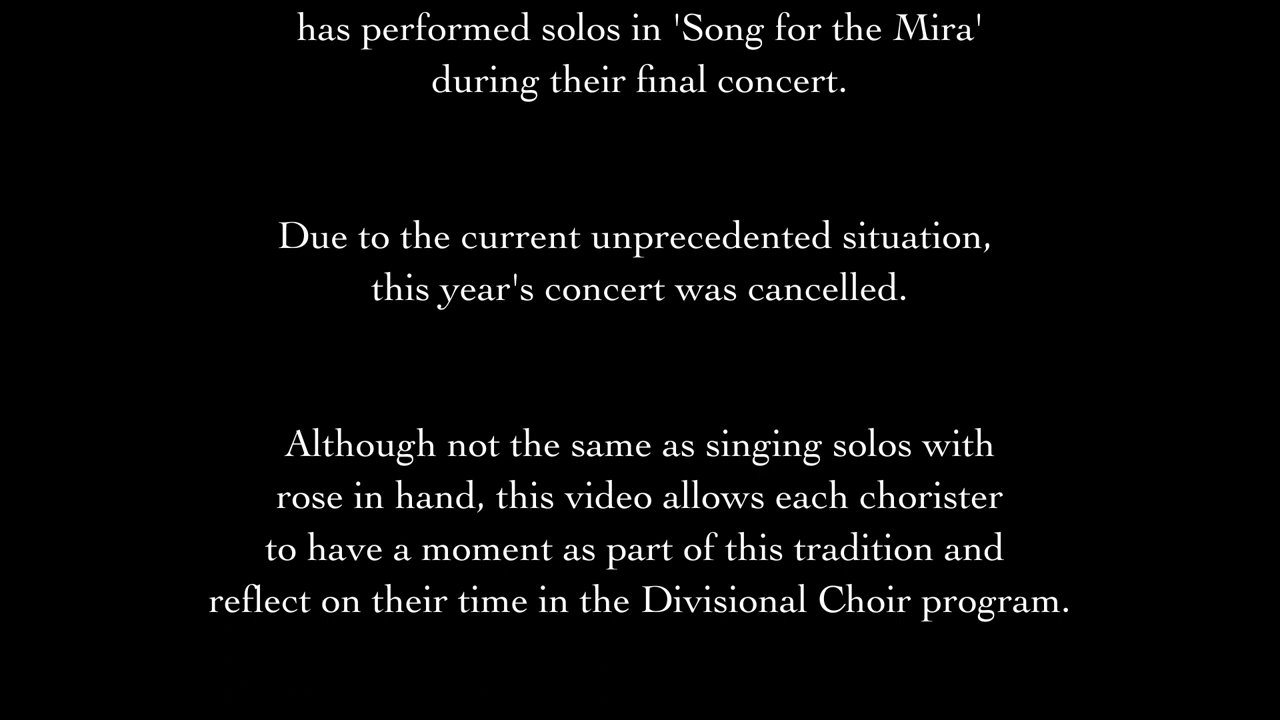 has performed solos in 'Song for the Mira'
during their final concert.
Due to the current unprecedented situation,
this year's concert was cancelled.
Although not the same as singing solos with
rose in hand, this video allows each chorister
to have a moment as part of this tradition and
reflect on their time in the Divisional Choir program.